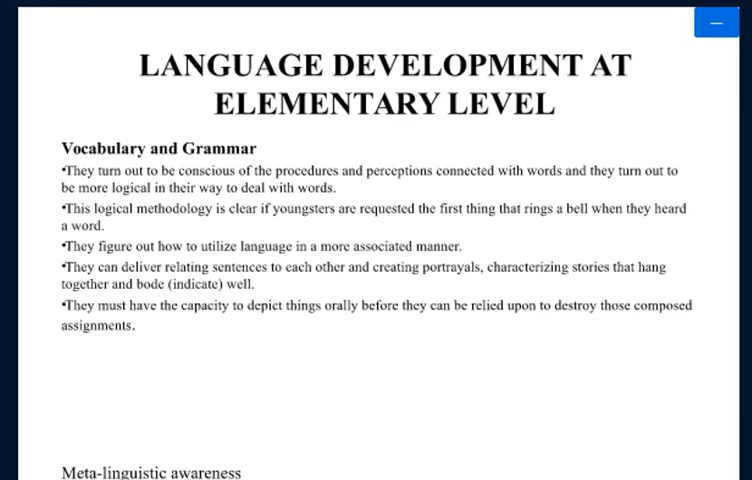 LANGUAGE DEVELOPMENT AT
ELEMENTARY LEVEL
Vocabulary and Grammar
•They turn out to be conscious of the procedures and perceptions connected with words and they turn out to
be more logical in their way to deal with words.
•This logical methodology is clear if youngsters are requested the first thing that rings a bell when they heard
a word.
•They figure out how to utilize language in a more associated manner.
•They can deliver relating sentences to each other and creating portrayals, characterizing stories that hang
together and bode (indicate) well.
•They must have the capacity to depict things orally before they can be relied upon to destroy those composed
assignments.
Meta-linguistic awareness